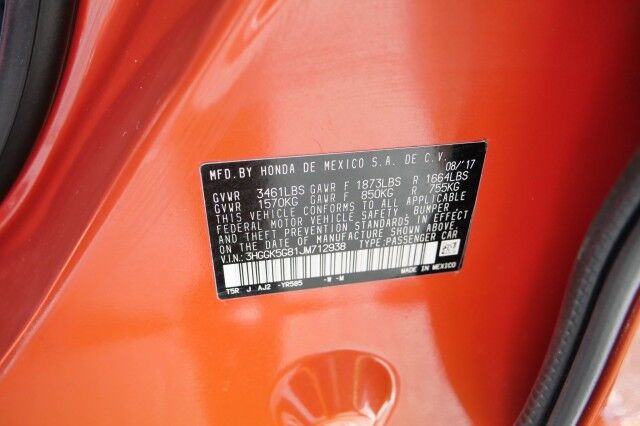 MFD. BY HONDA DE MEXICO S.A. DE C.V. 08/'17
GVWR 3461LBS GAWR F 1873LBS R 1664LBS
GVWR 1570KG GAWR F 850KG R 755KG
THIS VEHICLE CONFORMS TO ALL APPLICABLE
FEDERAL MOTOR VEHICLE SAFETY, BUMPER
AND THEFT PREVENTION STANDARDS IN EFFECT
ON THE DATE OF MANUFACTURE SHOWN ABOVE.
V.I.N.: 3HGGK5G81JM712938 TYPE:PASSENGER CAR
MADE IN MEXICO
T5R J AJ2 -YR585 -W -M